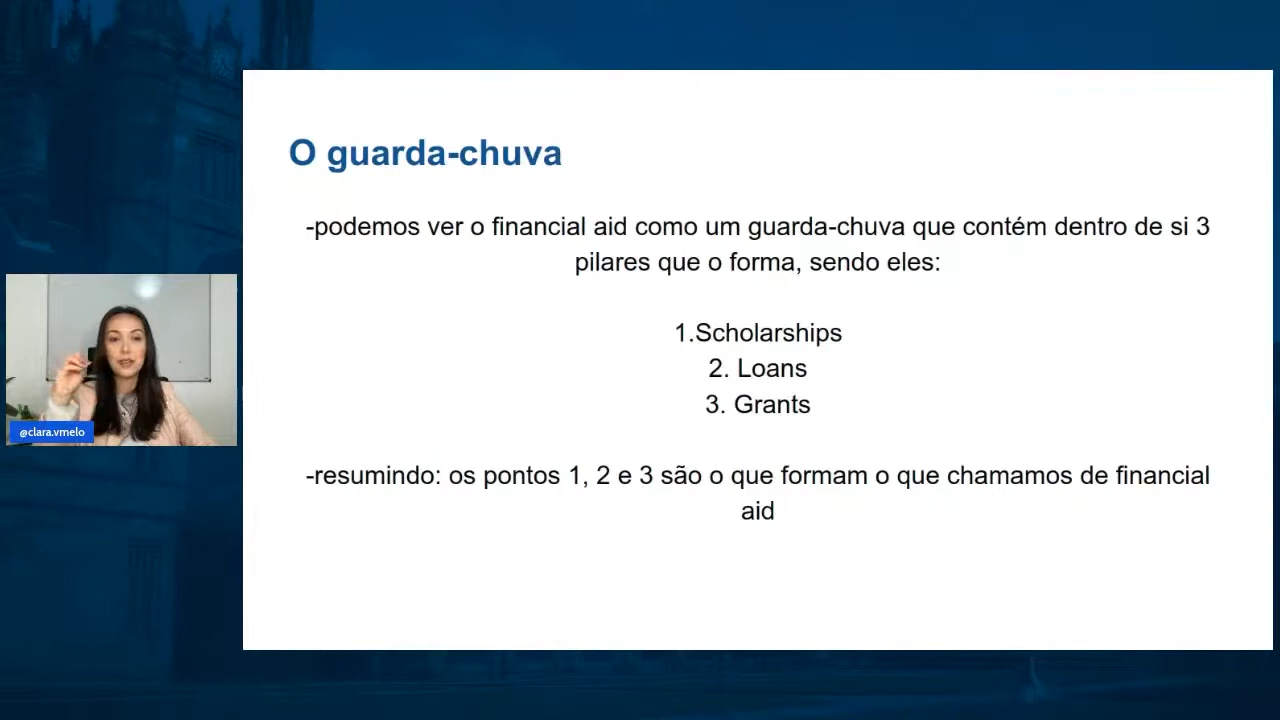 O guarda-chuva
-podemos ver o financial aid como um guarda-chuva que contém dentro de si 3
pilares que o forma, sendo eles:
1.Scholarships
2. Loans
3. Grants
@clara.vmelo
-resumindo: os pontos 1, 2 e 3 são o que formam o que chamamos de financial
aid